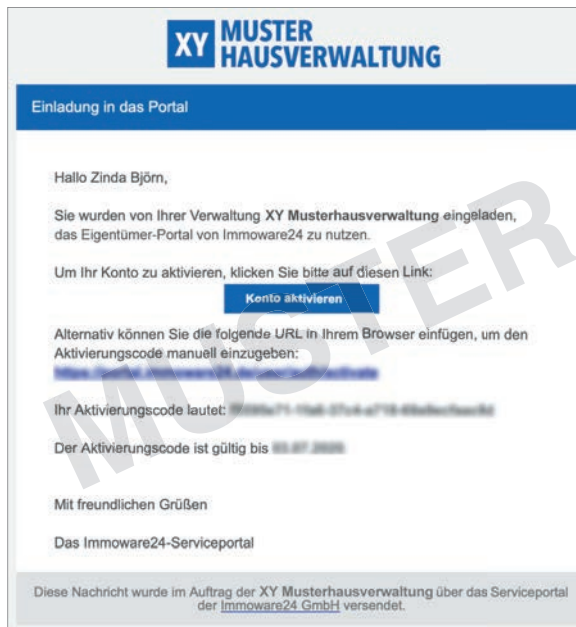 XY MUSTER
HAUSVERWALTUNG
Einladung in das Portal
Hallo Zinda Björn,
Sie wurden von Ihrer Verwaltung XY Musterhausverwaltung eingeladen,
das Eigentümer-Portal von Immoware24 zu nutzen.
Um Ihr Konto zu aktivieren, klicken Sie bitte auf diesen Link:
Konto aktivieren
Alternativ können Sie die folgende URL in Ihrem Browser einfügen, um den
Aktivierungscode manuell einzugeben:
Ihr Aktivierungscode lautet:
Der Aktivierungscode ist gültig bis
Mit freundlichen Grüßen
Das Immoware24-Serviceportal
Diese Nachricht wurde im Auftrag der XY Musterhausverwaltung über das Serviceportal
der Immoware24 GmbH versendet.
MUSTER